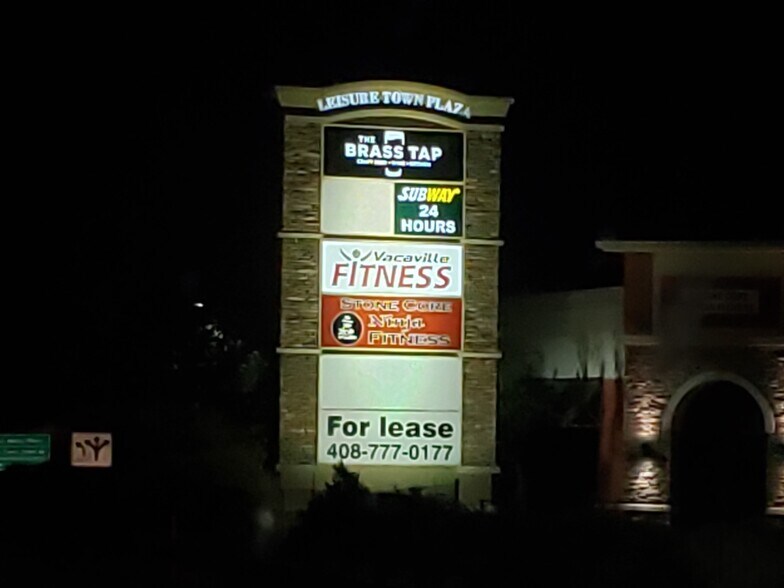 LEISURE TOWN PLAZA
THE
BRASS TAP
SUBWAY
24
HOURS
Vacaville
FITNESS
STONE CORE
Ninja
FITNESS
For lease
408-777-0177